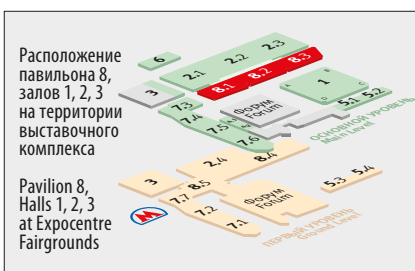 Расположение
павильона 8,
залов 1, 2, 3
на территории
выставочного
комплекса
Pavilion 8,
Halls 1, 2, 3
at Expocentre
Fairgrounds
6
2.1 2.2 2.3
3
8.1 8.2 8.3
1
A
C
B
D
7.3
7.4
7.5
7.6
Форум
Forum
5.1 5.2
ОСНОВНОЙ УРОВЕНЬ
Main Level
2.4
8.4
3
8.5
7.7
7.2
7.1
Форум
Forum
5.3 5.4
ПЕРВЫЙ УРОВЕНЬ
Ground Level
М